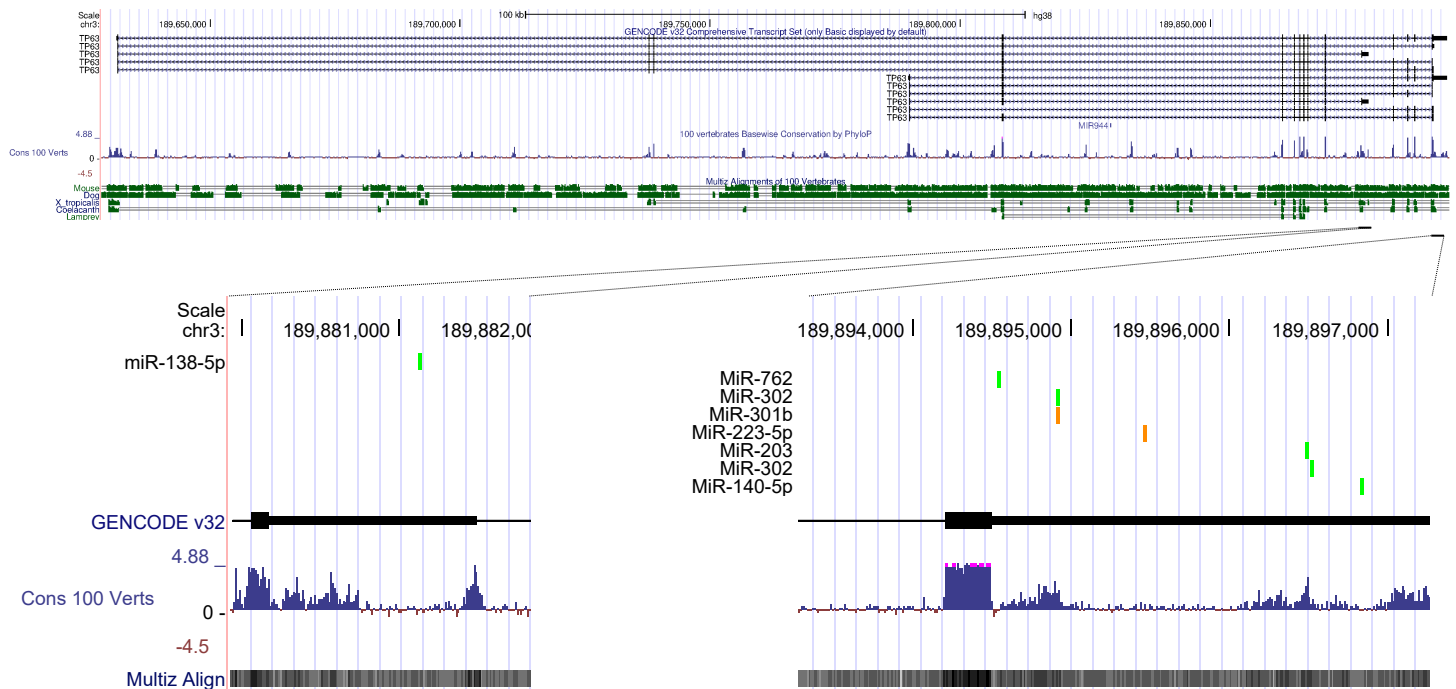 Scale 100 kb hg38
chr3: 189,650,000 189,700,000 189,750,000 189,800,000 189,850,000
GENCODE v32 Comprehensive Transcript Set (only Basic displayed by default)
TP63
TP63
TP63
TP63
TP63
TP63
TP63
TP63
TP63
TP63
TP63
MIR944
4.88 _ 100 vertebrates Basewise Conservation by PhyloP
Cons 100 Verts
0 -
-4.5
Multiz Alignments of 100 Vertebrates
Mouse
Dog
X_tropicalis
Coelacanth
Lamprey
Scale
chr3: 189,881,000 189,882,0 189,894,000 189,895,000 189,896,000 189,897,000
miR-138-5p
MiR-762
MiR-302
MiR-301b
MiR-223-5p
MiR-203
MiR-302
MiR-140-5p
GENCODE v32
4.88 _
Cons 100 Verts
0 -
-4.5
Multiz Align